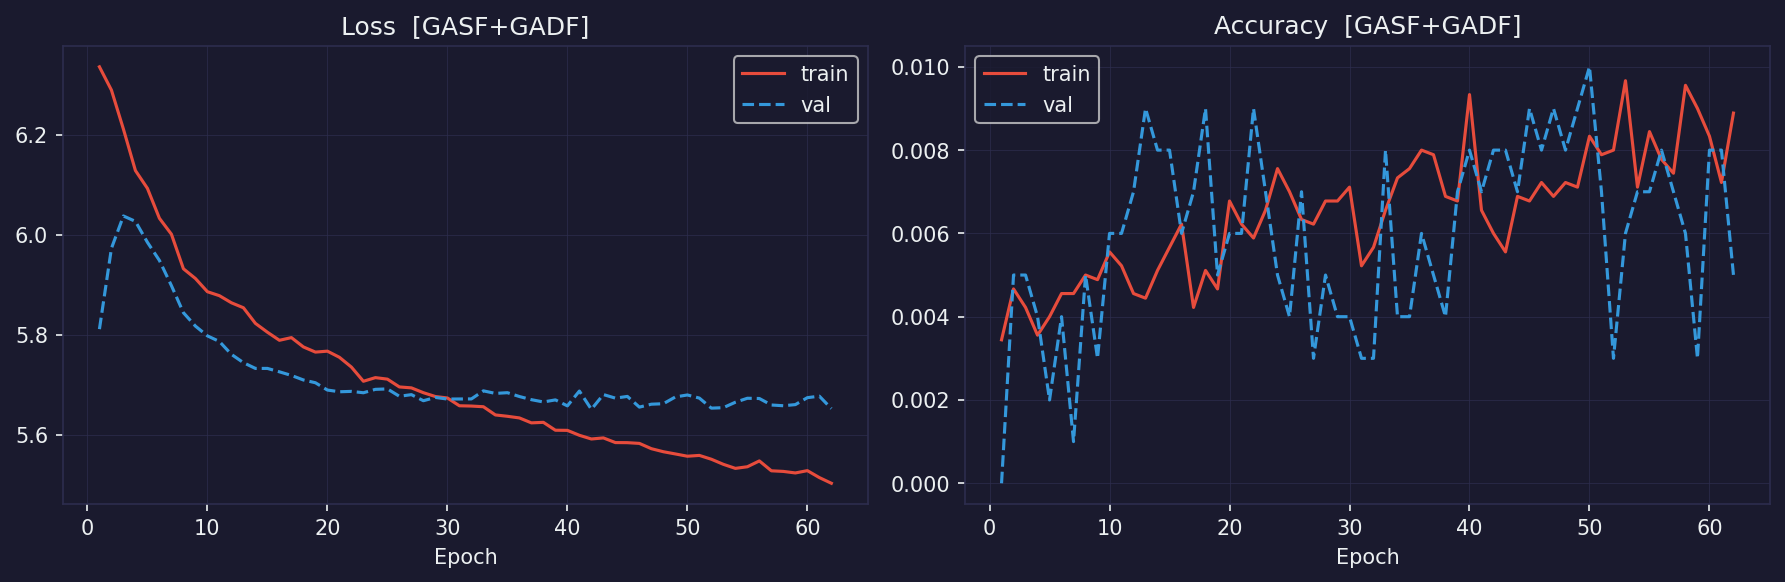 Loss  [GASF+GADF]
train
val
6.2
6.0
5.8
5.6
0 10 20 30 40 50 60
Epoch
Accuracy  [GASF+GADF]
train
val
0.010
0.008
0.006
0.004
0.002
0.000
0 10 20 30 40 50 60
Epoch